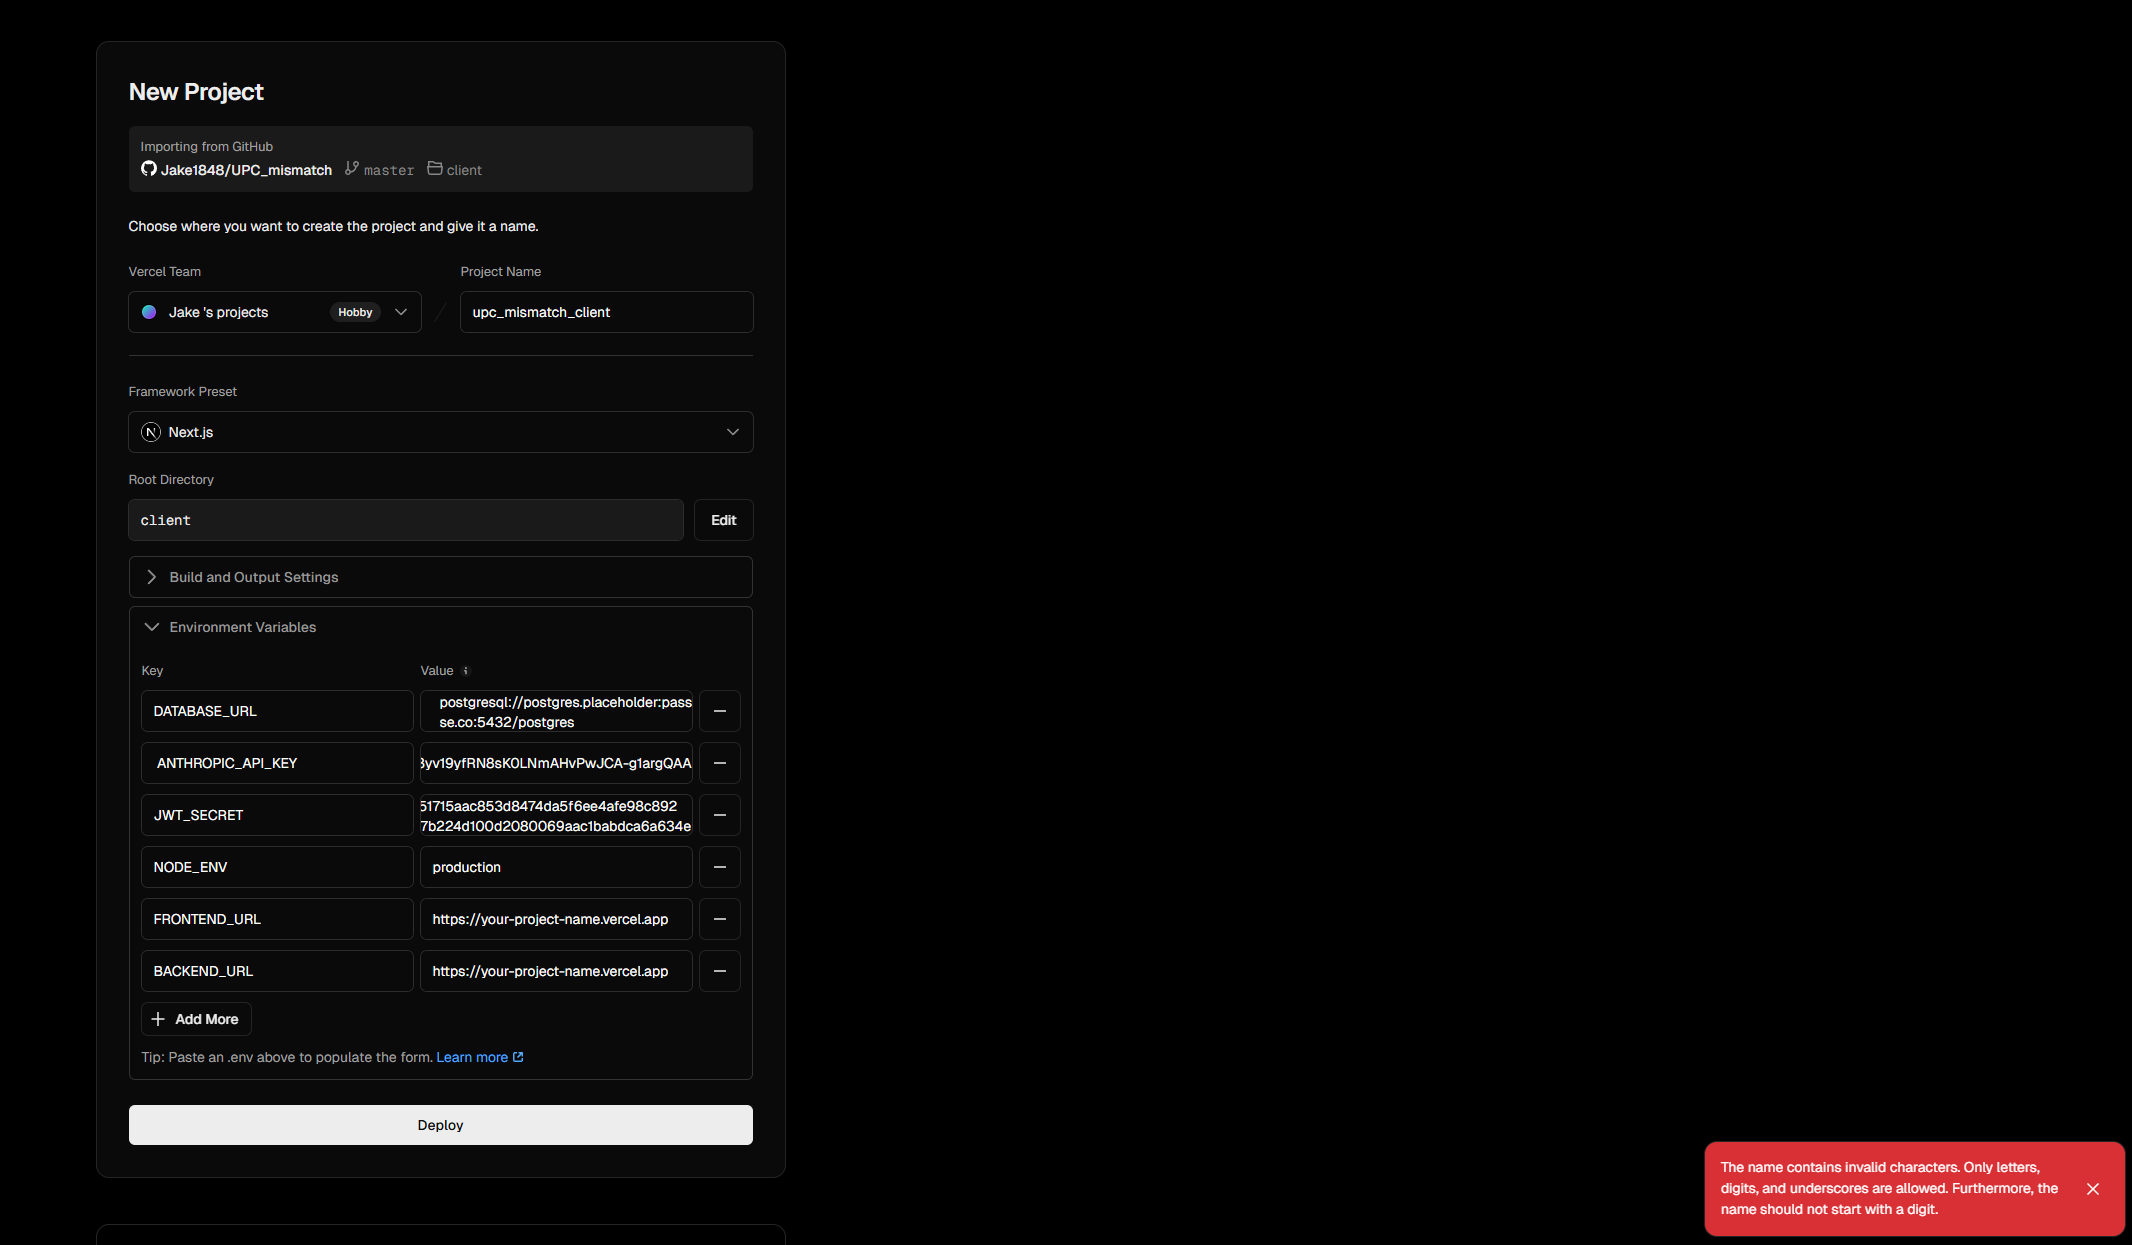 New Project
Importing from GitHub
Jake1848/UPC_mismatch master client
Choose where you want to create the project and give it a name.
Vercel Team
Project Name
Jake 's projects Hobby
upc_mismatch_client
Framework Preset
Next.js
Root Directory
client
Edit
Build and Output Settings
Environment Variables
Key
Value
DATABASE_URL
postgresql://postgres.placeholder:pass
se.co:5432/postgres
ANTHROPIC_API_KEY
3yv19yfRN8sK0LNmAHvPwJCA-g1argQAA
JWT_SECRET
51715aac853d8474da5f6ee4afe98c892
7b224d100d2080069aac1babdca6a634e
NODE_ENV
production
FRONTEND_URL
https://your-project-name.vercel.app
BACKEND_URL
https://your-project-name.vercel.app
Add More
Tip: Paste an .env above to populate the form. Learn more
Deploy
The name contains invalid characters. Only letters,
digits, and underscores are allowed. Furthermore, the
name should not start with a digit.